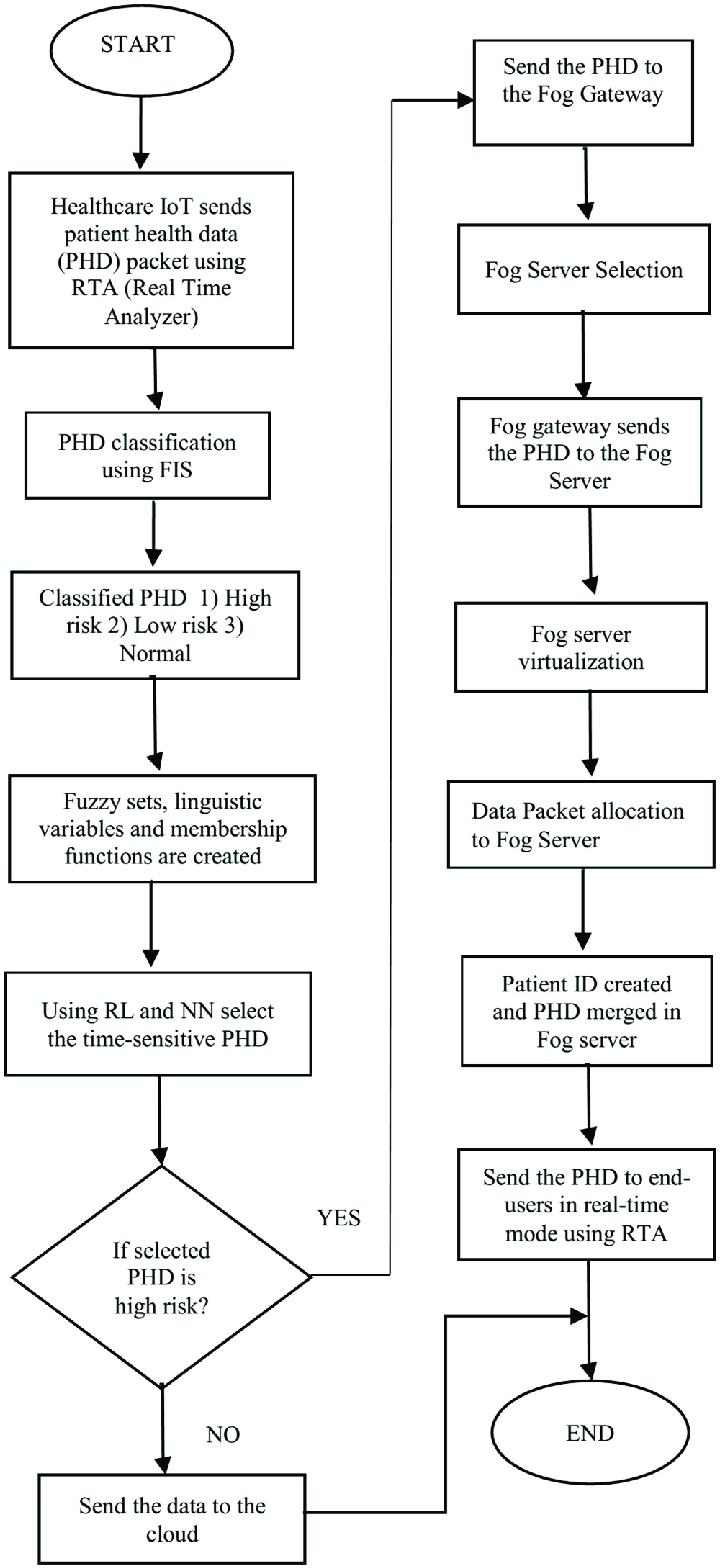 START
Healthcare IoT sends
patient health data
(PHD) packet using
RTA (Real Time
Analyzer)
PHD classification
using FIS
Classified PHD 1) High
risk 2) Low risk 3)
Normal
Fuzzy sets, linguistic
variables and membership
functions are created
Using RL and NN select
the time-sensitive PHD
If selected
PHD is
high risk?
YES
NO
Send the data to the
cloud
Send the PHD to
the Fog Gateway
Fog Server Selection
Fog gateway sends
the PHD to the Fog
Server
Fog server
virtualization
Data Packet allocation
to Fog Server
Patient ID created
and PHD merged in
Fog server
Send the PHD to end-
users in real-time
mode using RTA
END